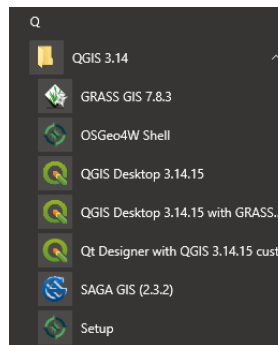 Q
QGIS 3.14
GRASS GIS 7.8.3
OSGeo4W Shell
QGIS Desktop 3.14.15
QGIS Desktop 3.14.15 with GRASS...
Qt Designer with QGIS 3.14.15 cust
SAGA GIS (2.3.2)
Setup